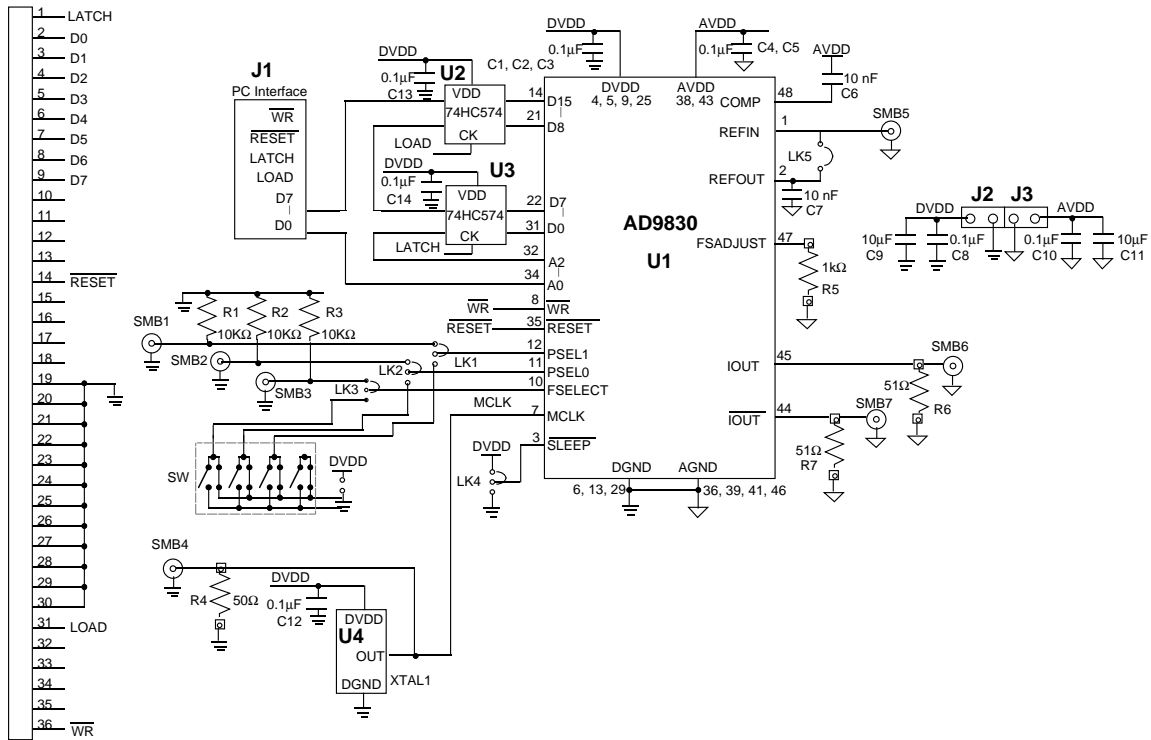 1 LATCH
2 D0
3 D1
4 D2
5 D3
6 D4
7 D5
8 D6
9 D7
10
11
12
13
14 RESET
15
16
17
18
19
20
21
22
23
24
25
26
27
28
29
30
31 LOAD
32
33
34
35
36 WR
J1
PC Interface
WR
RESET
LATCH
LOAD
D7
D0
DVDD
0.1µF
C13
U2
VDD
74HC574
CK
LOAD
DVDD
0.1µF
C14
U3
VDD
74HC574
CK
LATCH
C1, C2, C3
DVDD
0.1µF
AVDD
0.1µF
C4, C5
DVDD
4, 5, 9, 25
AVDD
38, 43
14 D15
21 D8
22 D7
31 D0
32 A2
34 A0
8 WR
WR
35 RESET
RESET
12 PSEL1
11 PSEL0
10 FSELECT
MCLK
7 MCLK
3 SLEEP
AD9830
U1
COMP 48
AVDD
10 nF
C6
REFIN 1
SMB5
LK5
REFOUT 2
10 nF
C7
FSADJUST 47
1kΩ
R5
IOUT 45
SMB6
51Ω
R6
IOUT 44
SMB7
51Ω
R7
DGND
6, 13, 29
AGND
36, 39, 41, 46
J2 J3
DVDD
AVDD
10µF
C9
0.1µF
C8
0.1µF
C10
10µF
C11
SMB1
SMB2
SMB3
R1
10KΩ
R2
10KΩ
R3
10KΩ
LK1
LK2
LK3
SW
DVDD
DVDD
LK4
SMB4
R4
50Ω
DVDD
0.1µF
C12
DVDD
U4
OUT
DGND
XTAL1